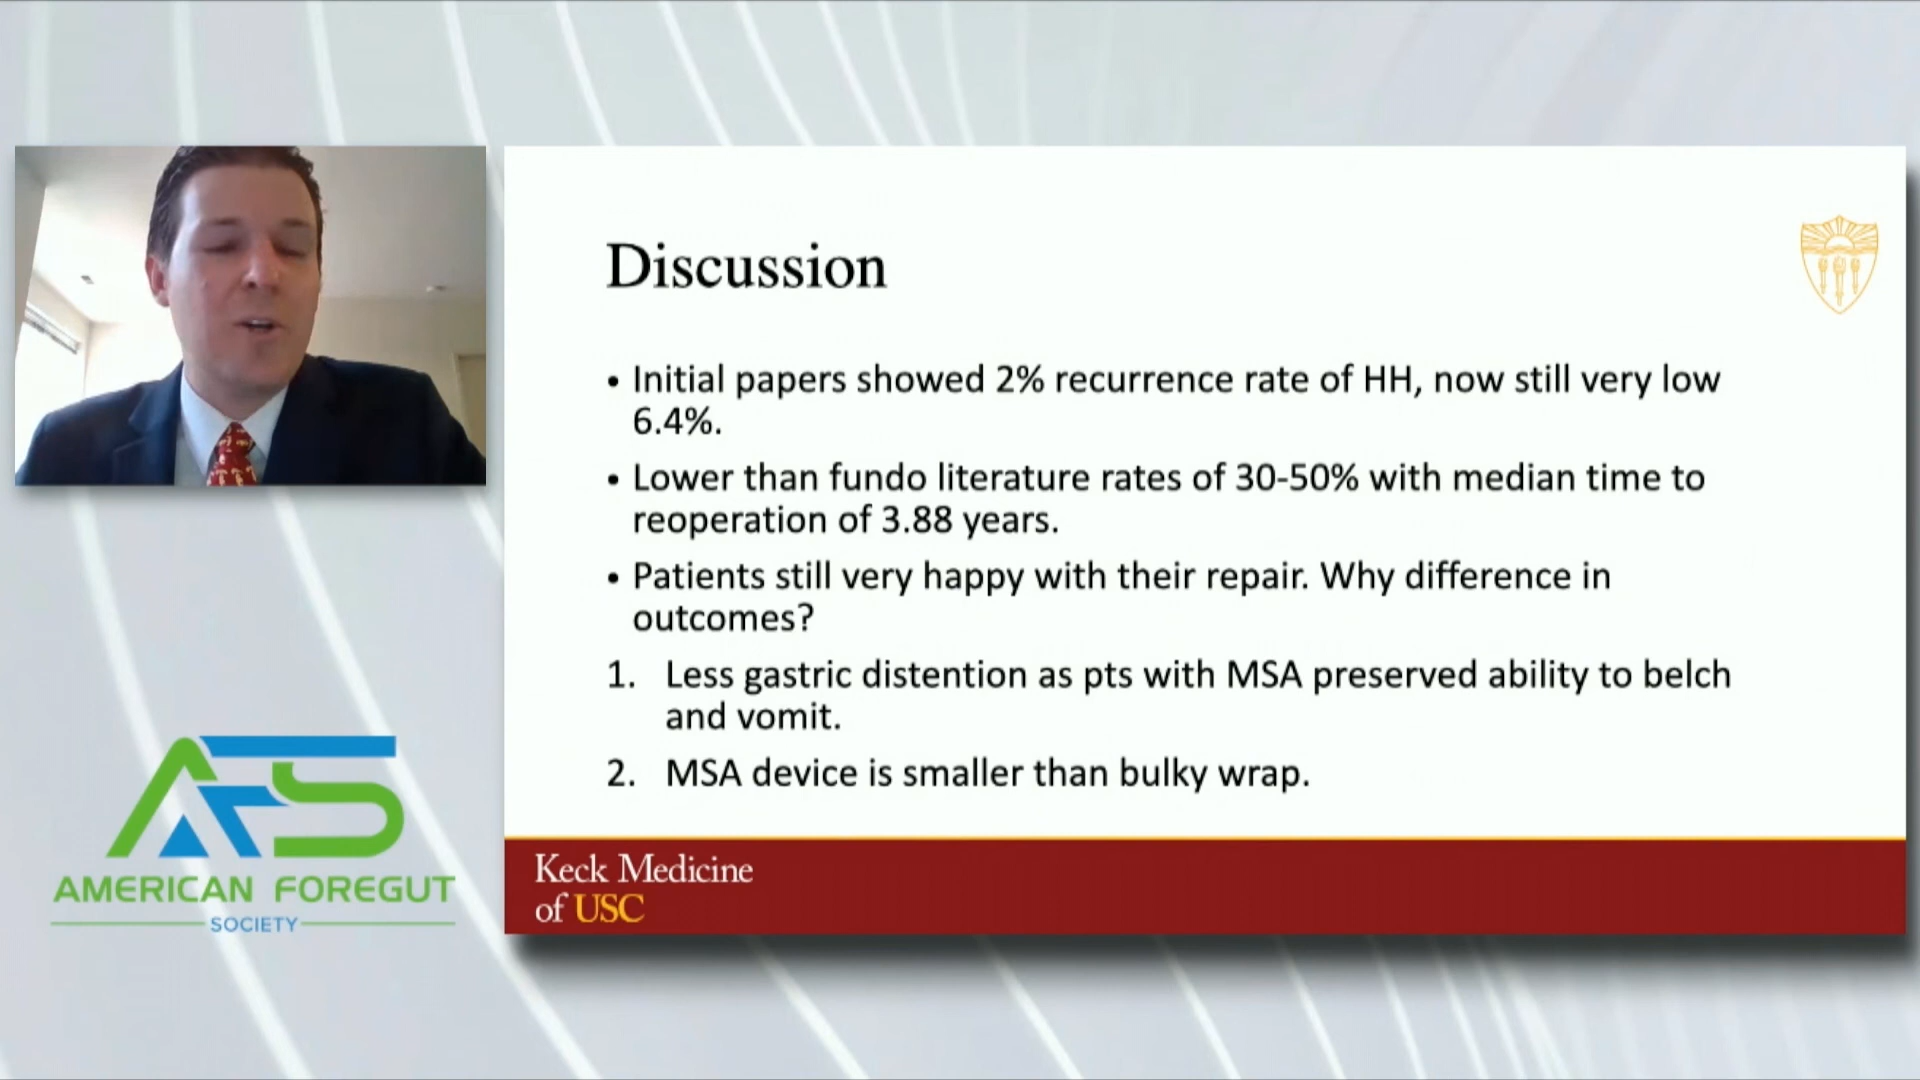 Discussion
• Initial papers showed 2% recurrence rate of HH, now still very low
6.4%.
• Lower than fundo literature rates of 30-50% with median time to
reoperation of 3.88 years.
• Patients still very happy with their repair. Why difference in
outcomes?
1. Less gastric distention as pts with MSA preserved ability to belch
and vomit.
2. MSA device is smaller than bulky wrap.
Keck Medicine
of USC
AFS
AMERICAN FOREGUT
SOCIETY